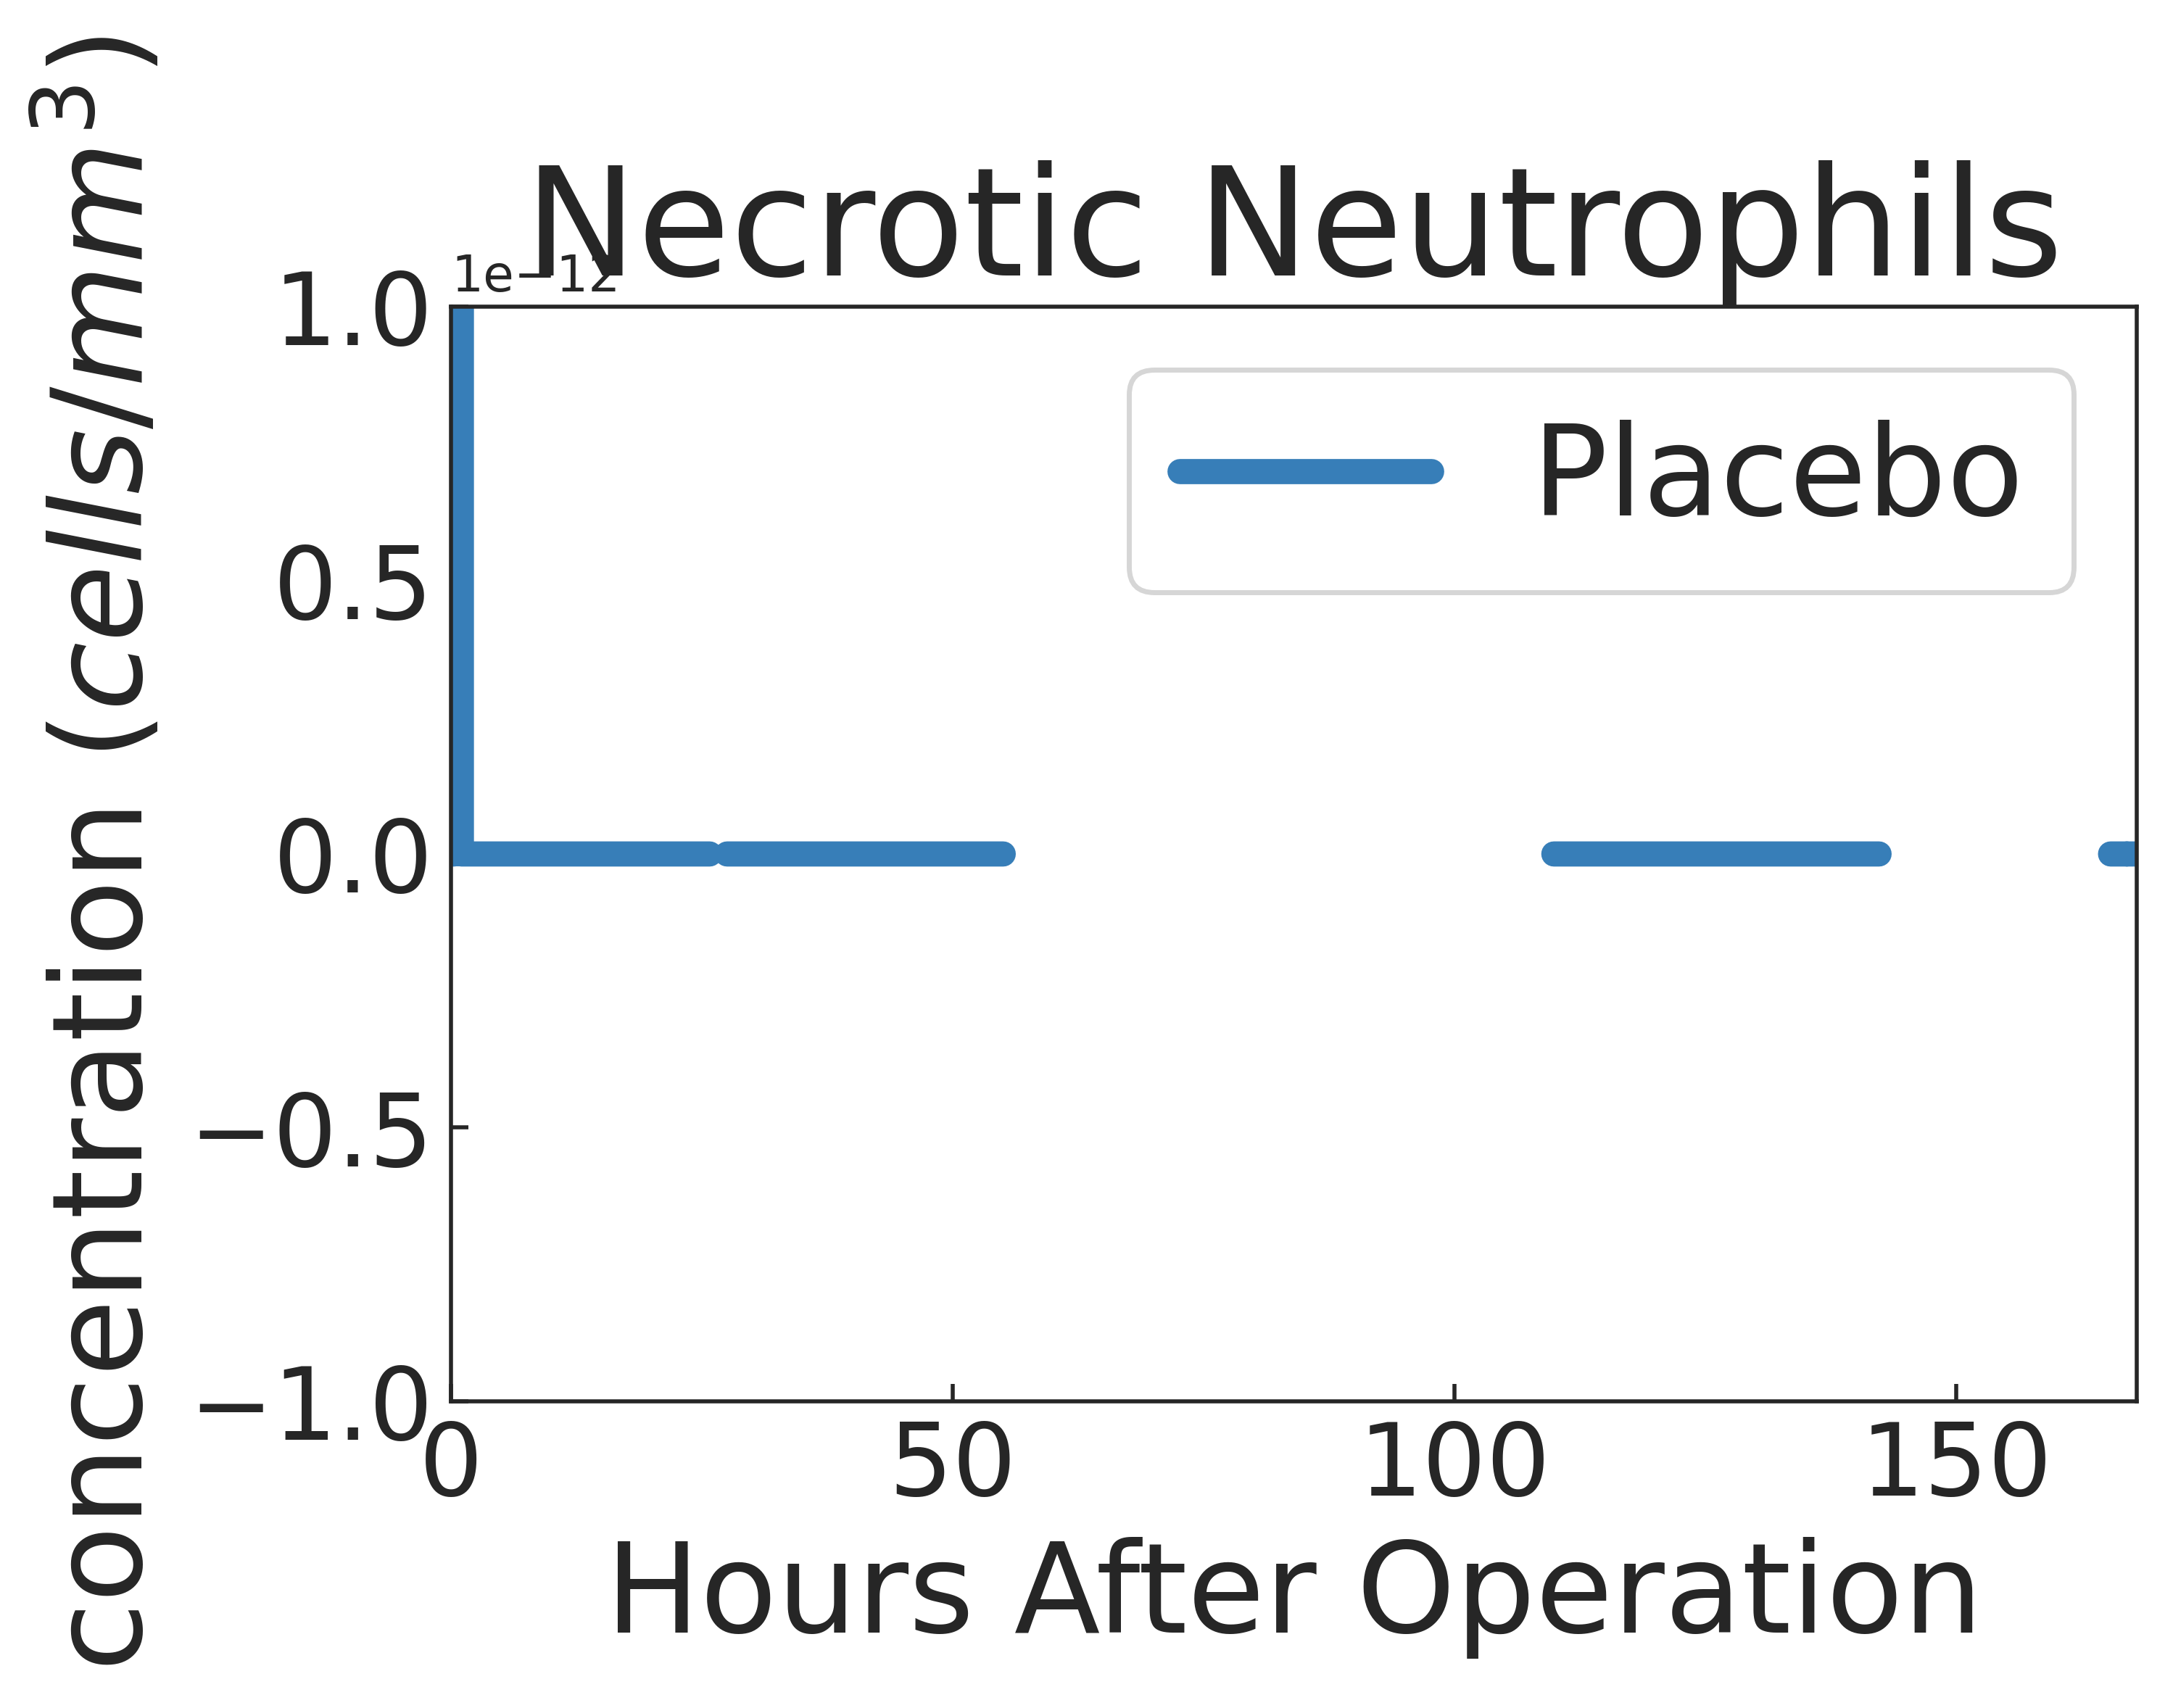 Necrotic Neutrophils
1e−12
concentration (cells/mm³)
1.0
0.5
0.0
−0.5
−1.0
Placebo
0 50 100 150
Hours After Operation